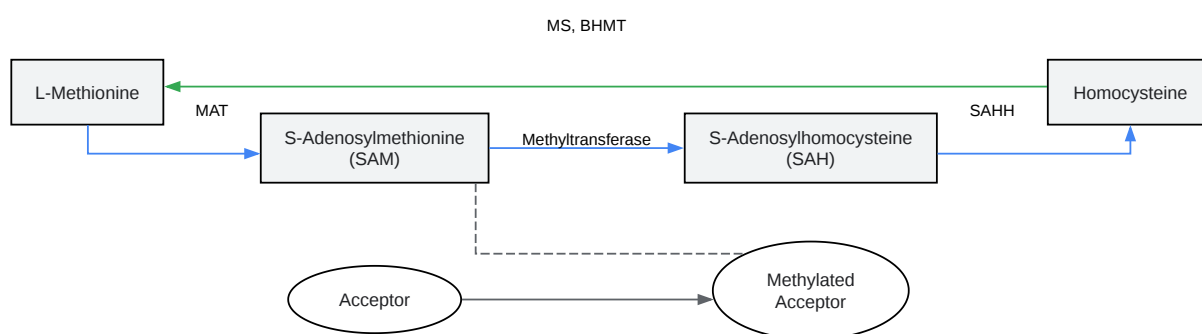 MS, BHMT
L-Methionine
Homocysteine
MAT
SAHH
S-Adenosylmethionine
(SAM)
Methyltransferase
S-Adenosylhomocysteine
(SAH)
Acceptor
Methylated
Acceptor